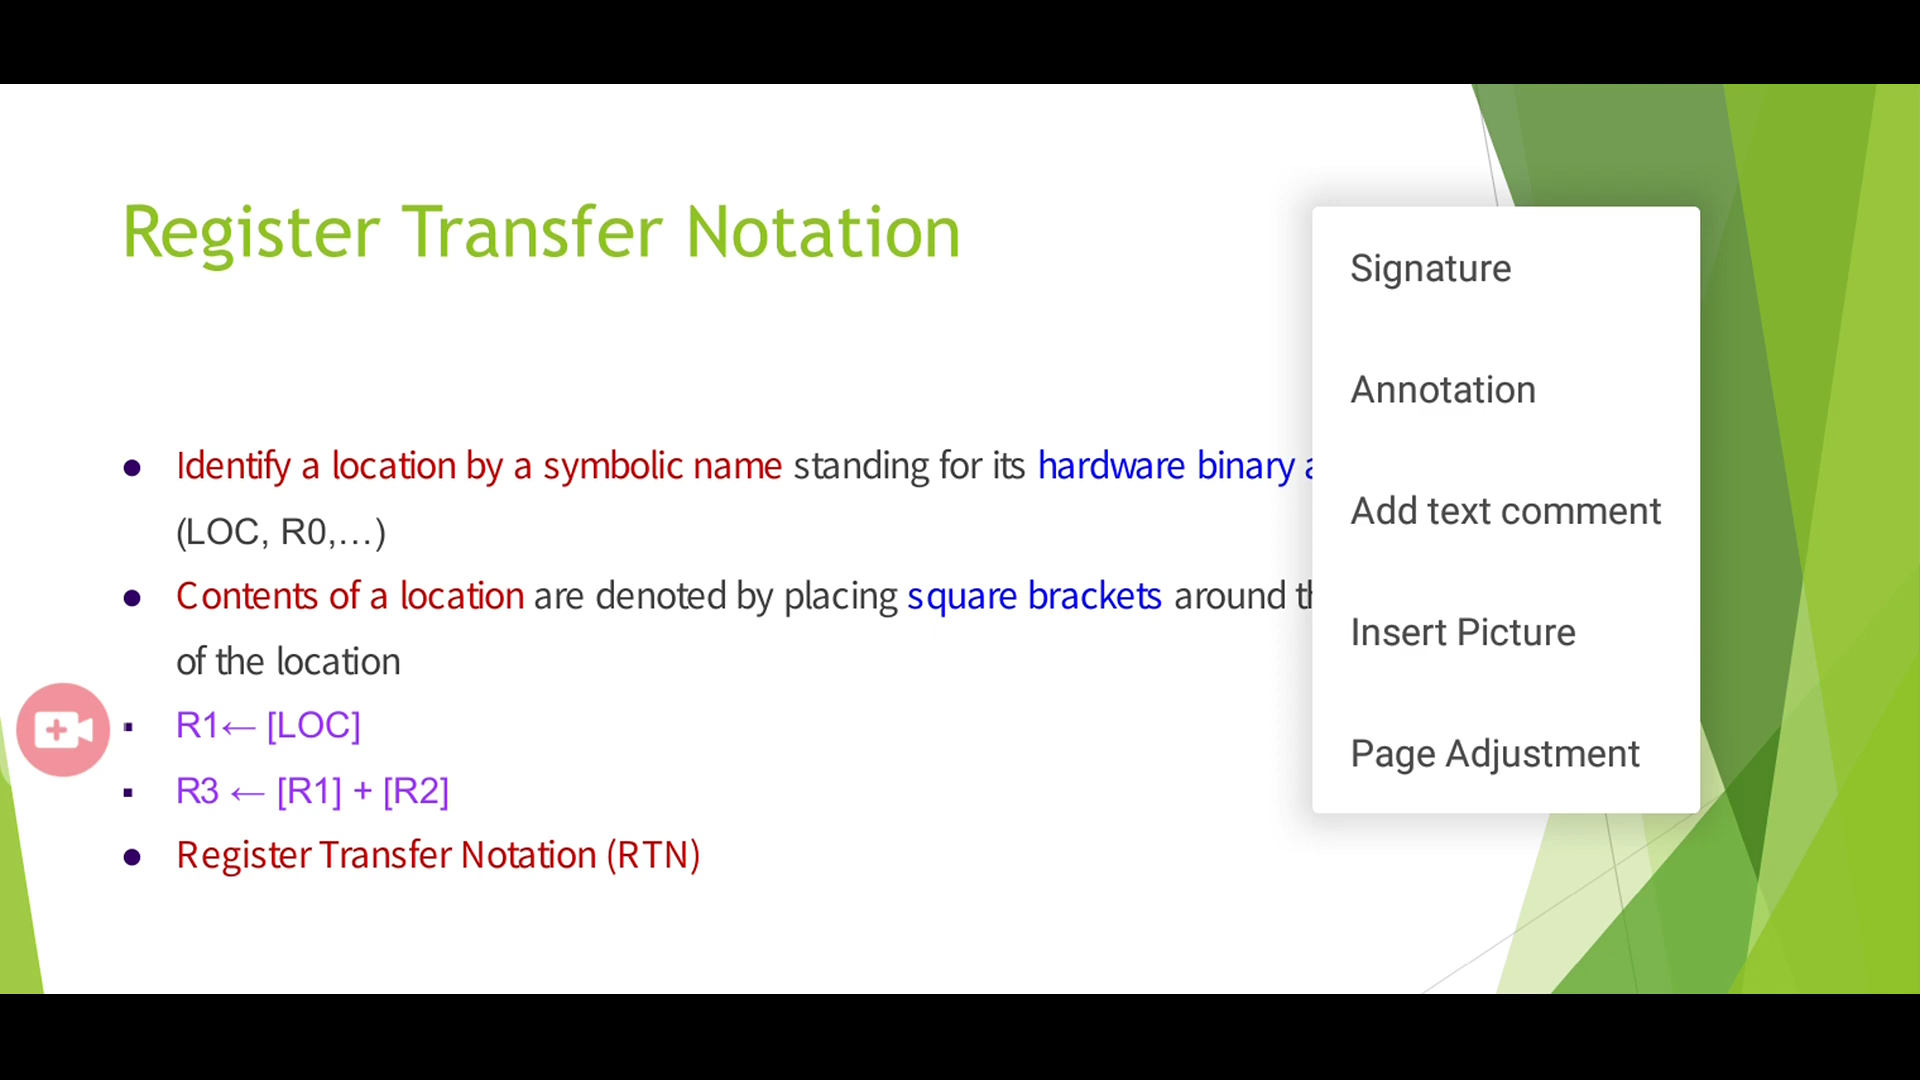 Register Transfer Notation
● Identify a location by a symbolic name standing for its hardware binary
(LOC, R0,...)
● Contents of a location are denoted by placing square brackets around
of the location
▪ R1← [LOC]
▪ R3 ← [R1] + [R2]
● Register Transfer Notation (RTN)
Signature
Annotation
Add text comment
Insert Picture
Page Adjustment